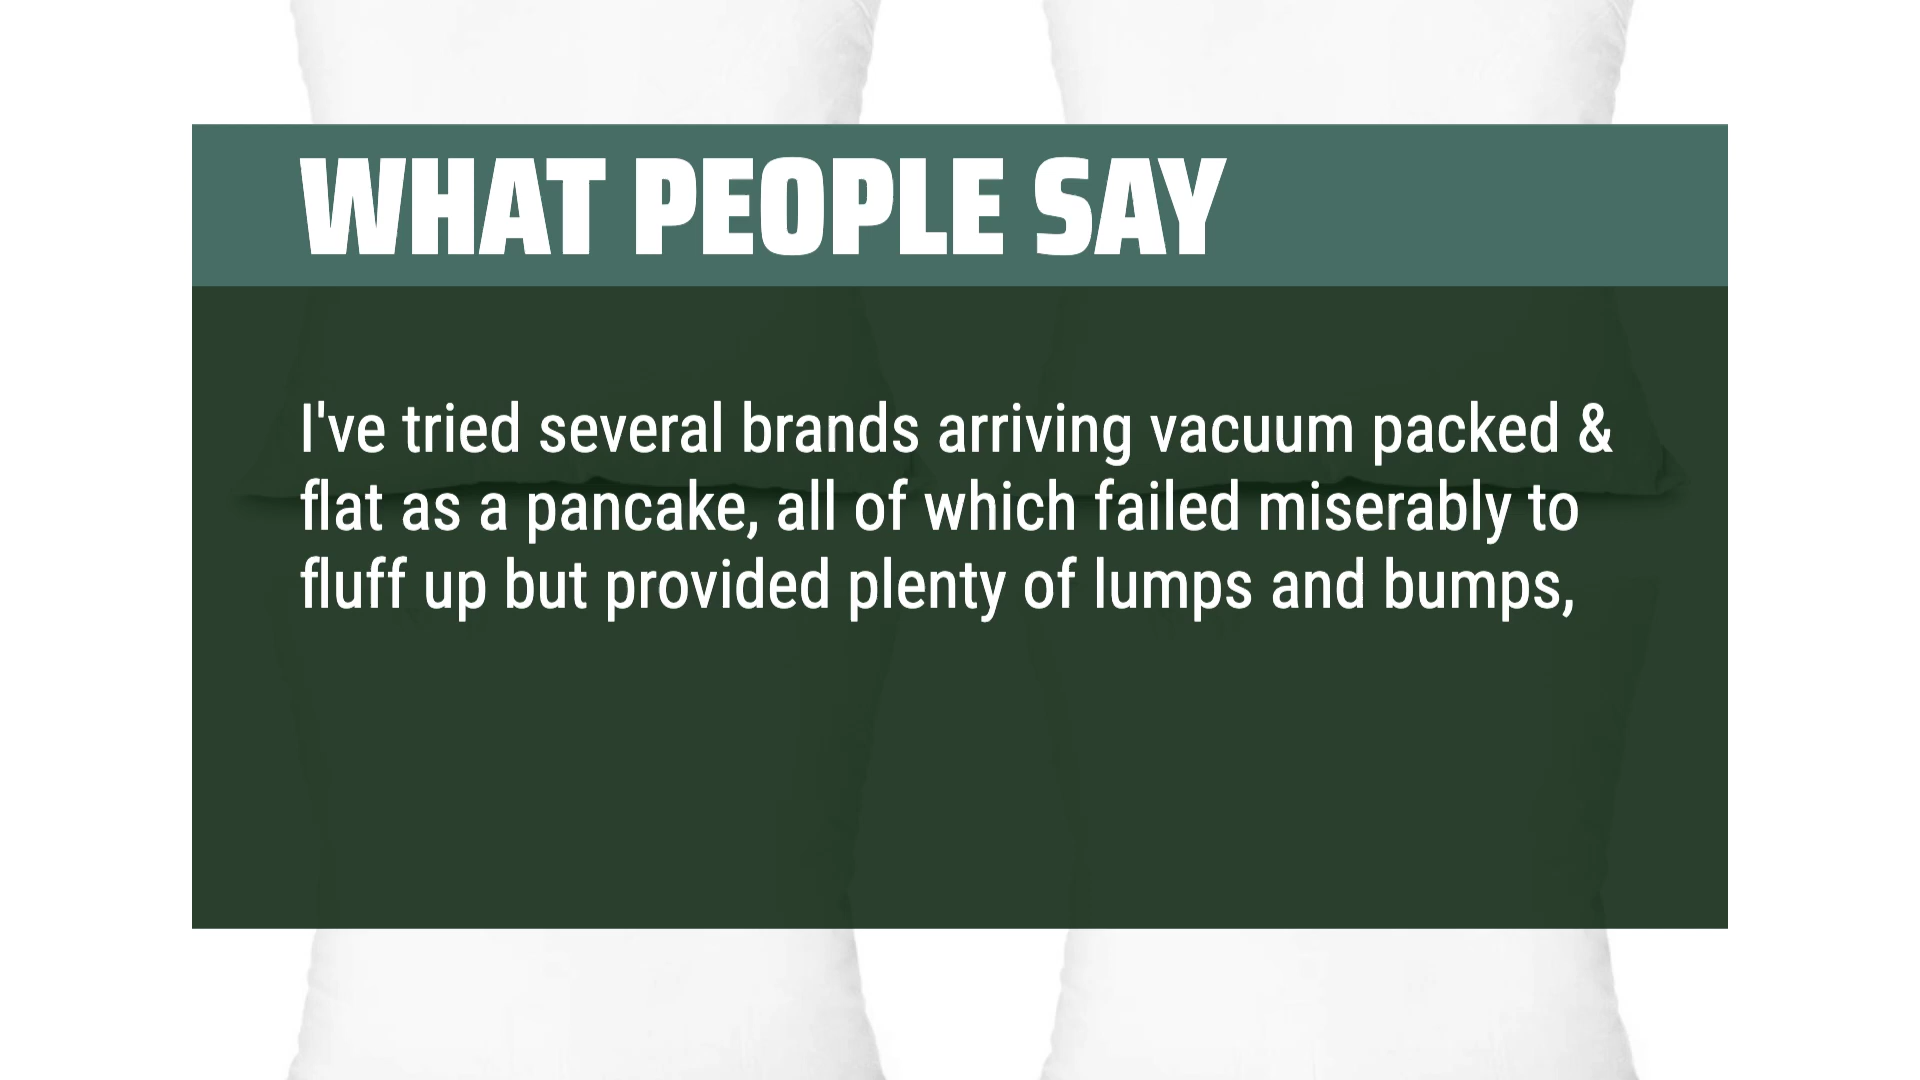 WHAT PEOPLE SAY
I've tried several brands arriving vacuum packed &
flat as a pancake, all of which failed miserably to
fluff up but provided plenty of lumps and bumps,